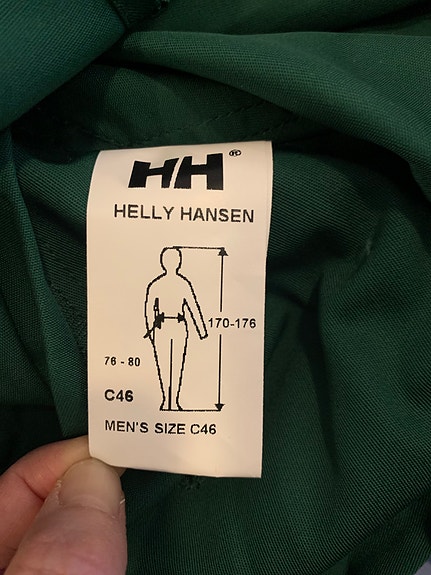 HH®
HELLY HANSEN
170-176
76 - 80
C46
MEN'S SIZE C46